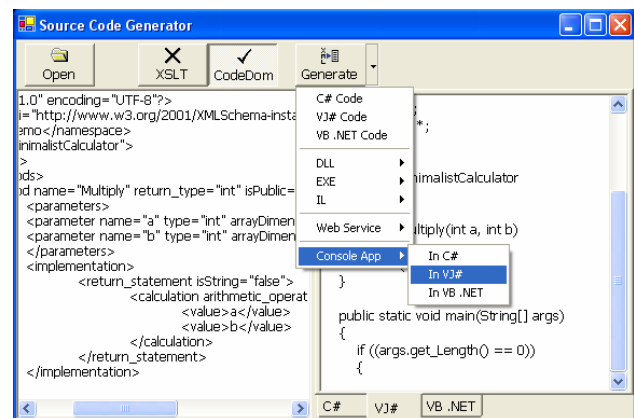 Source Code Generator
Open
XSLT
CodeDom
Generate
1.0" encoding="UTF-8"?>
i="http://www.w3.org/2001/XMLSchema-insta
emo</namespace>
inimalistCalculator">
>
ods>
od name="Multiply" return_type="int" isPublic=
<parameters>
<parameter name="a" type="int" arrayDimen
<parameter name="b" type="int" arrayDimen
</parameters>
<implementation>
<return_statement isString="false">
<calculation arithmetic_operat
<value>a</value>
<value>b</value>
</calculation>
</return_statement>
</implementation>
C# Code
VJ# Code
VB .NET Code
DLL
EXE
IL
Web Service
Console App
In C#
In VJ#
In VB .NET
;
*;
inimalistCalculator
ultiply(int a, int b)
}
public static void main(String[] args)
{
if ((args.get_Length() == 0))
{
C#
VJ#
VB .NET